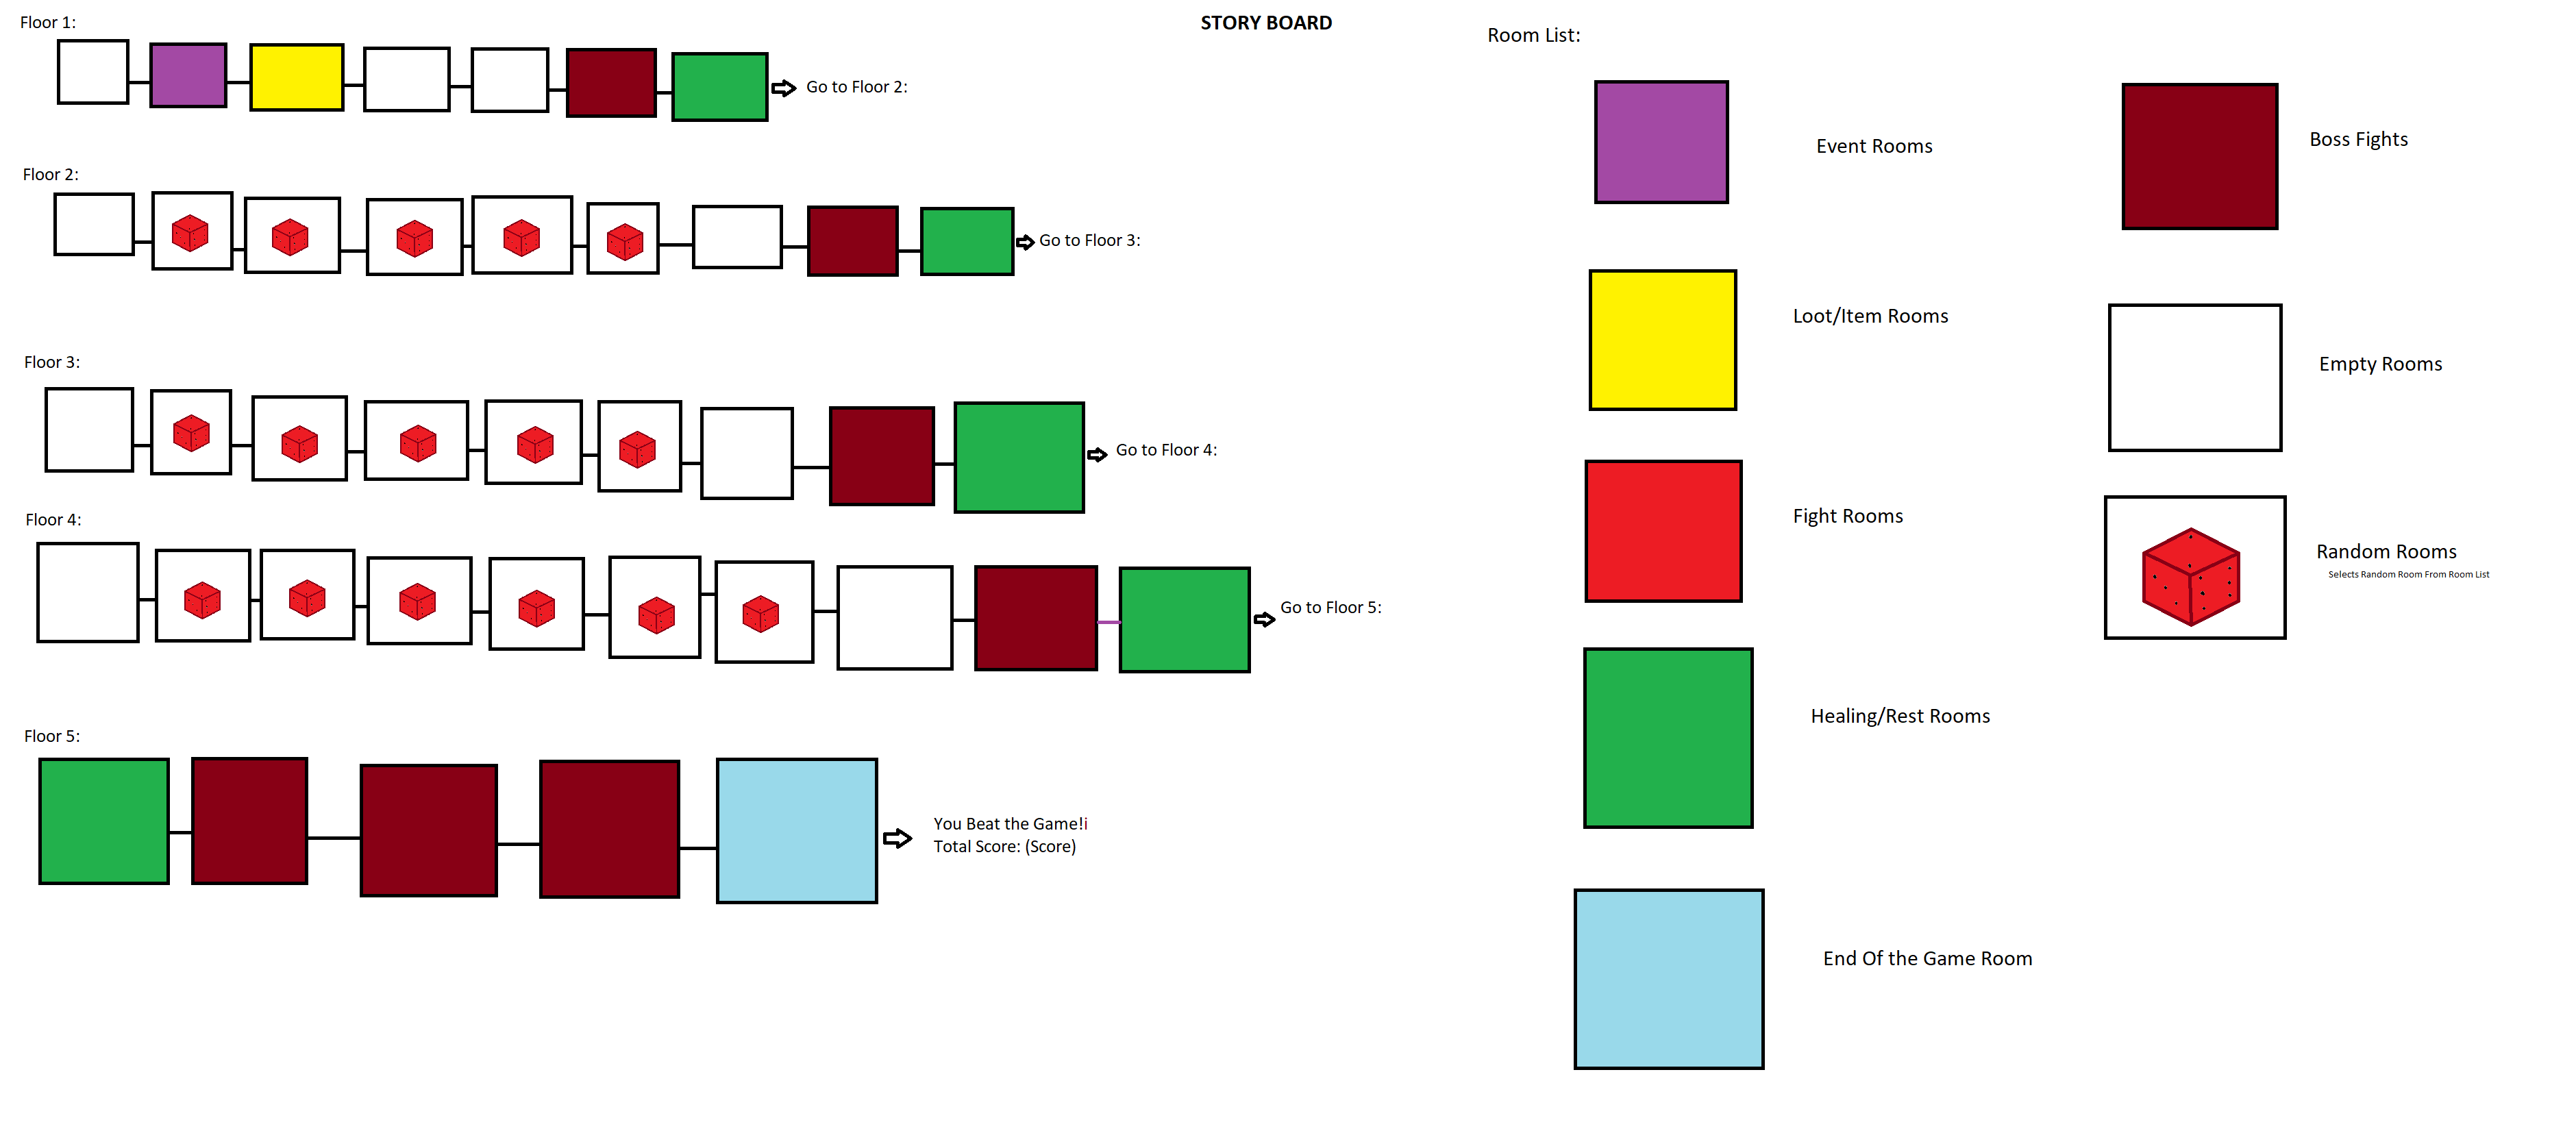 STORY BOARD
Floor 1:
Go to Floor 2:
Floor 2:
Go to Floor 3:
Floor 3:
Go to Floor 4:
Floor 4:
Go to Floor 5:
Floor 5:
You Beat the Game!i
Total Score: (Score)
Room List:
Event Rooms
Loot/Item Rooms
Fight Rooms
Healing/Rest Rooms
End Of the Game Room
Boss Fights
Empty Rooms
Random Rooms
Selects Random Room From Room List